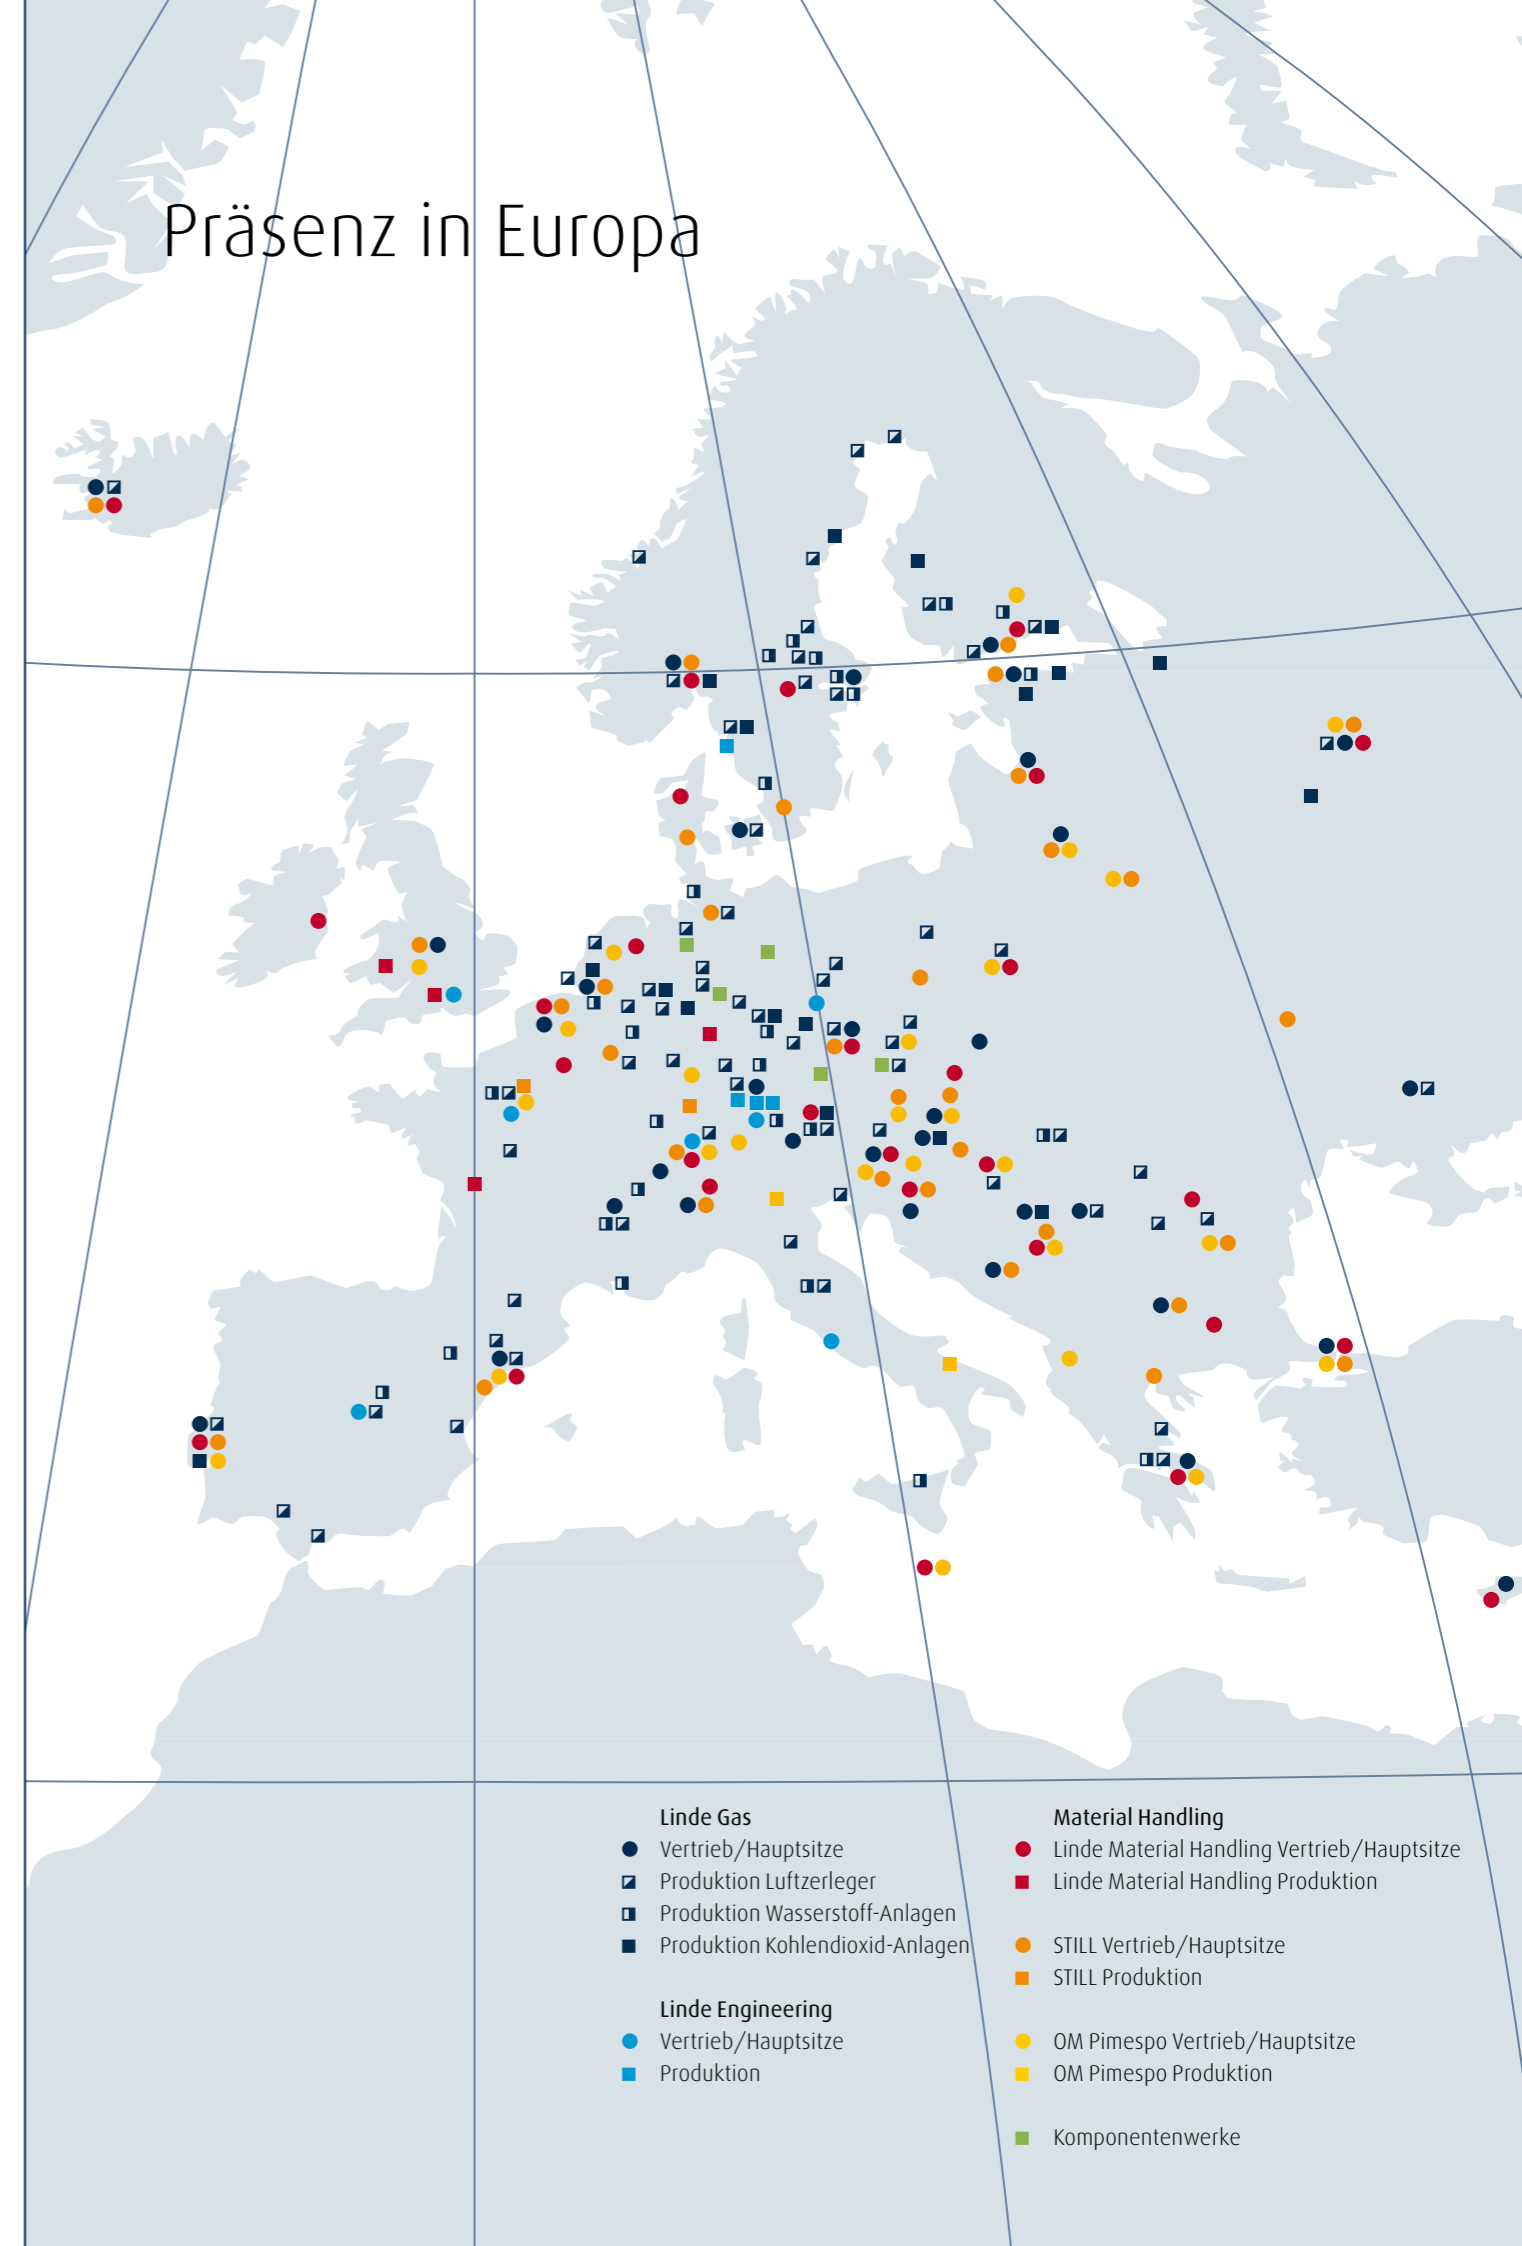 Präsenz in Europa
Linde Gas
Vertrieb/Hauptsitze
Produktion Luftzerleger
Produktion Wasserstoff-Anlagen
Produktion Kohlendioxid-Anlagen
Linde Engineering
Vertrieb/Hauptsitze
Produktion
Material Handling
Linde Material Handling Vertrieb/Hauptsitze
Linde Material Handling Produktion
STILL Vertrieb/Hauptsitze
STILL Produktion
OM Pimespo Vertrieb/Hauptsitze
OM Pimespo Produktion
Komponentenwerke